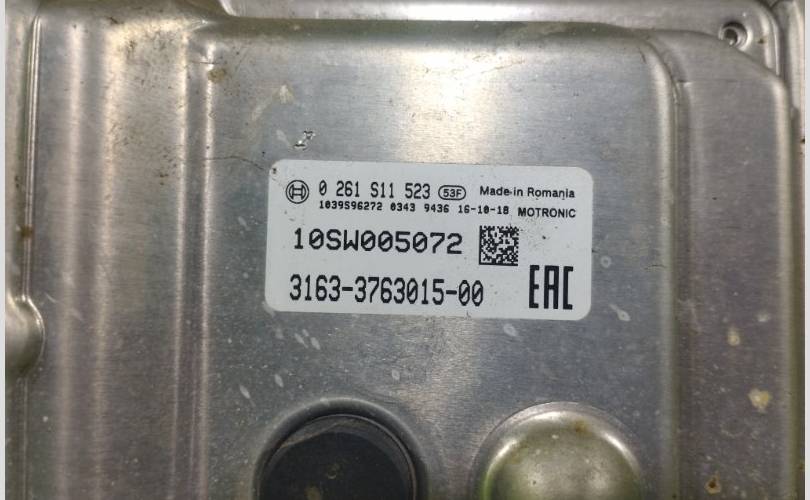 0 261 S11 523 53F Made in Romania
1039S96272 0343 9436 16-10-18 MOTRONIC
10SW005072
3163-3763015-00 EAC